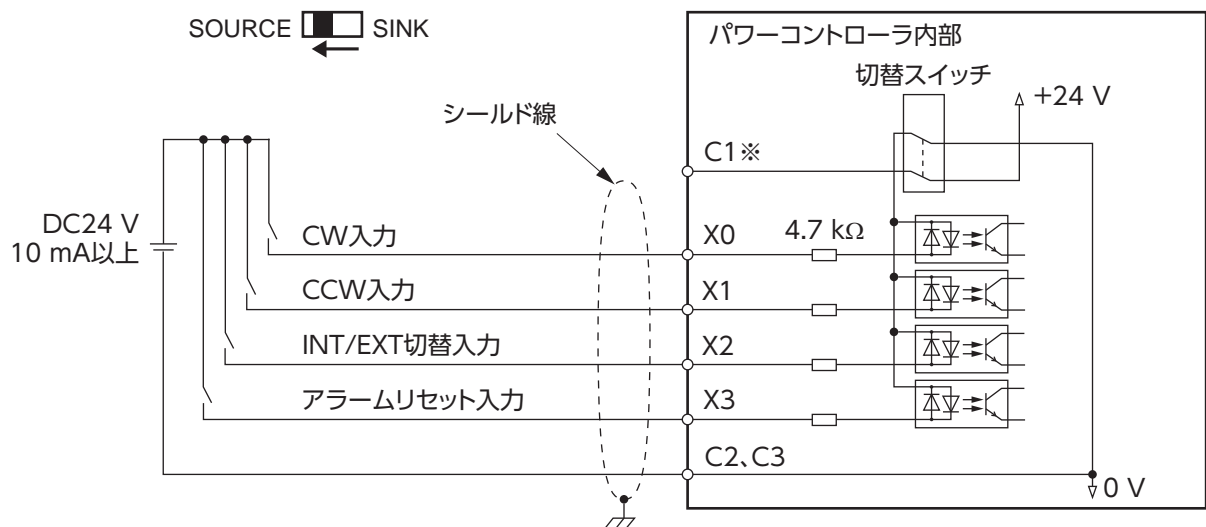 SOURCE SINK
パワーコントローラ内部
切替スイッチ
+24 V
シールド線
C1※
DC24 V
10 mA以上
CW入力
X0
4.7 kΩ
CCW入力
X1
INT/EXT切替入力
X2
アラームリセット入力
X3
C2、C3
0 V